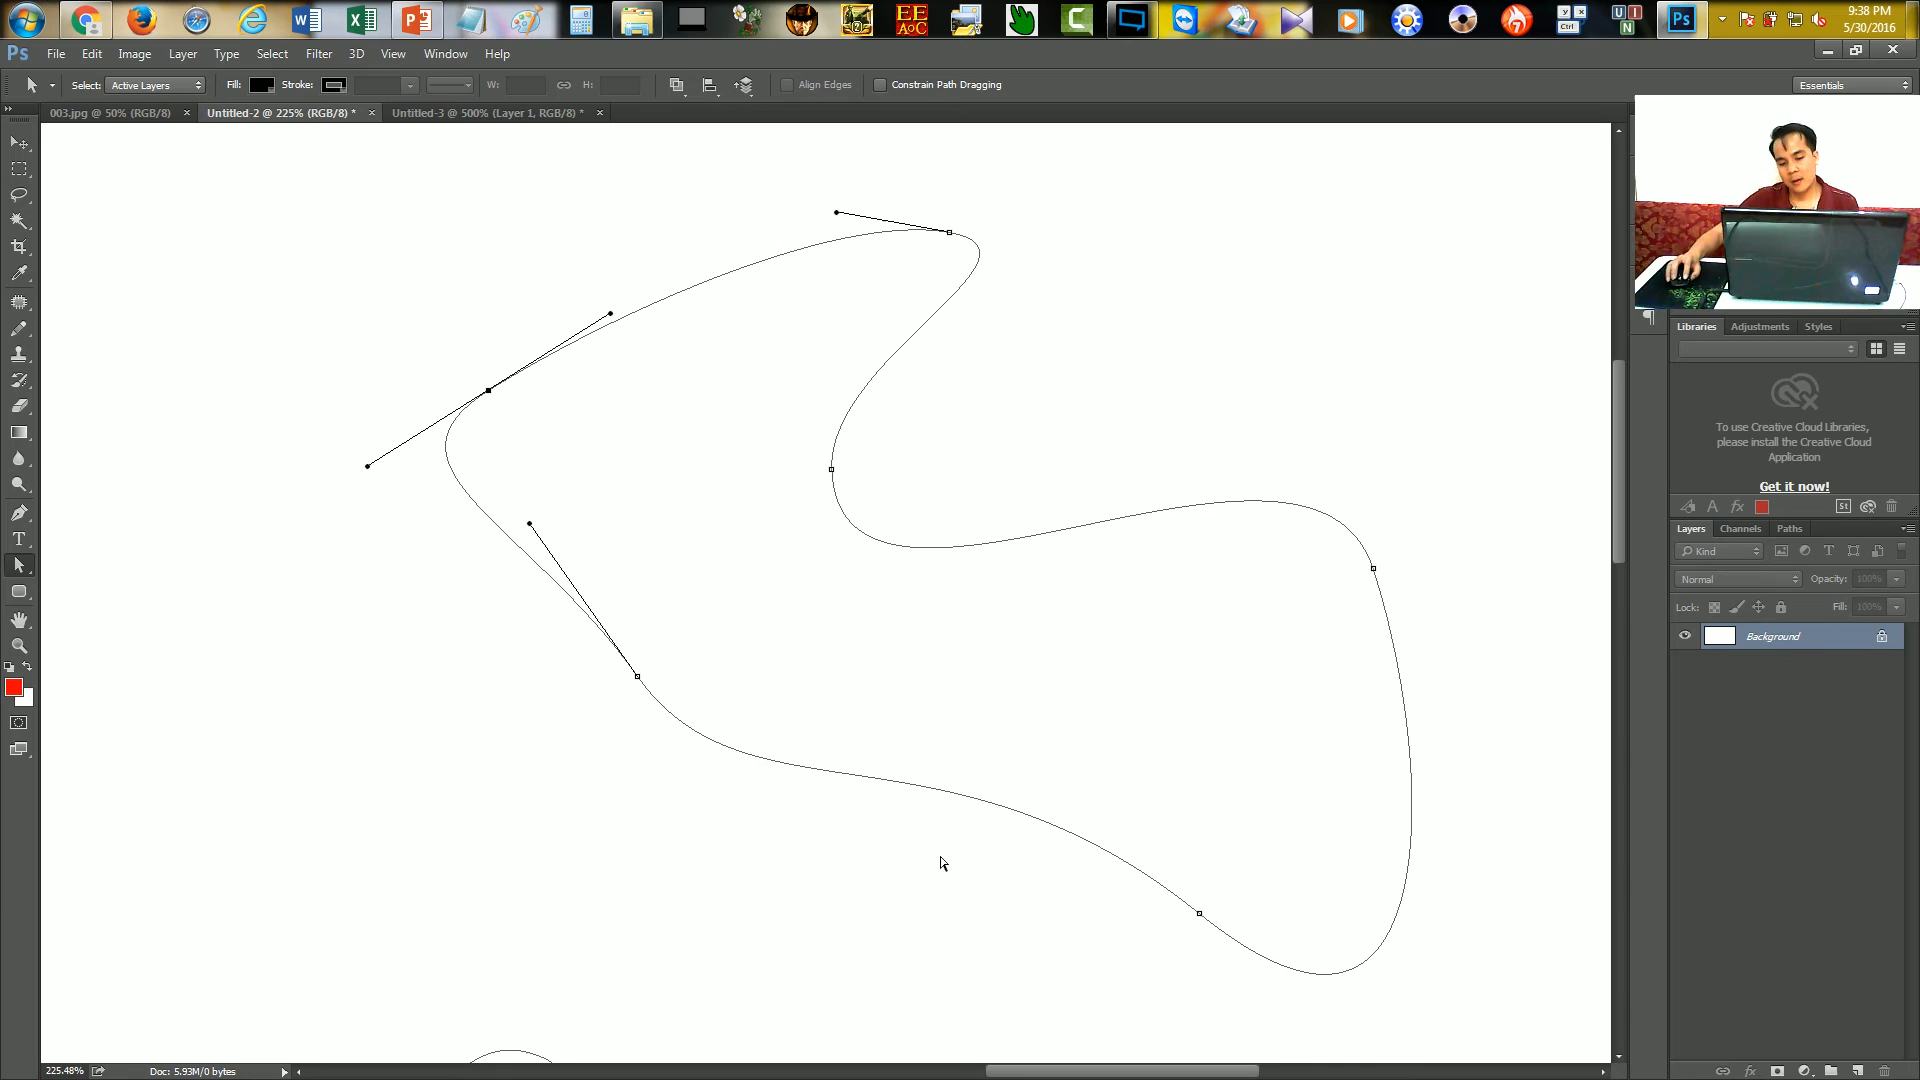 9:38 PM
5/30/2016
Ps File Edit Image Layer Type Select Filter 3D View Window Help
Select: Active Layers Fill: Stroke: W: H: Align Edges Constrain Path Dragging Essentials
003.jpg @ 50% (RGB/8) × Untitled-2 @ 225% (RGB/8) * × Untitled-3 @ 500% (Layer 1, RGB/8) * ×
Libraries Adjustments Styles
To use Creative Cloud Libraries,
please install the Creative Cloud
Application
Get it now!
St
Layers Channels Paths
Kind
Normal Opacity: 100%
Lock: Fill: 100%
Background
225.48% Doc: 5.93M/0 bytes